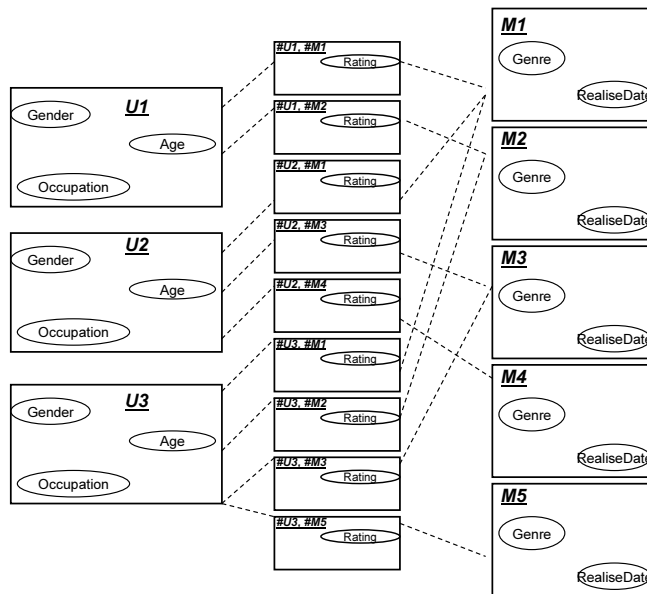 U1
Gender
Age
Occupation
U2
Gender
Age
Occupation
U3
Gender
Age
Occupation
#U1, #M1
Rating
#U1, #M2
Rating
#U2, #M1
Rating
#U2, #M3
Rating
#U2, #M4
Rating
#U3, #M1
Rating
#U3, #M2
Rating
#U3, #M3
Rating
#U3, #M5
Rating
M1
Genre
RealiseDate
M2
Genre
RealiseDate
M3
Genre
RealiseDate
M4
Genre
RealiseDate
M5
Genre
RealiseDate